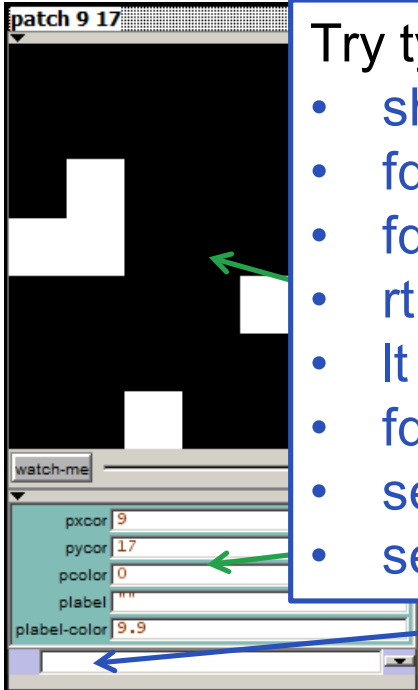 patch 9 17
Try ty
• sh
• fo
• fo
• rt
• lt
• fo
• se
• se
watch-me
pxcor 9
pycor 17
pcolor 0
plabel ""
plabel-color 9.9